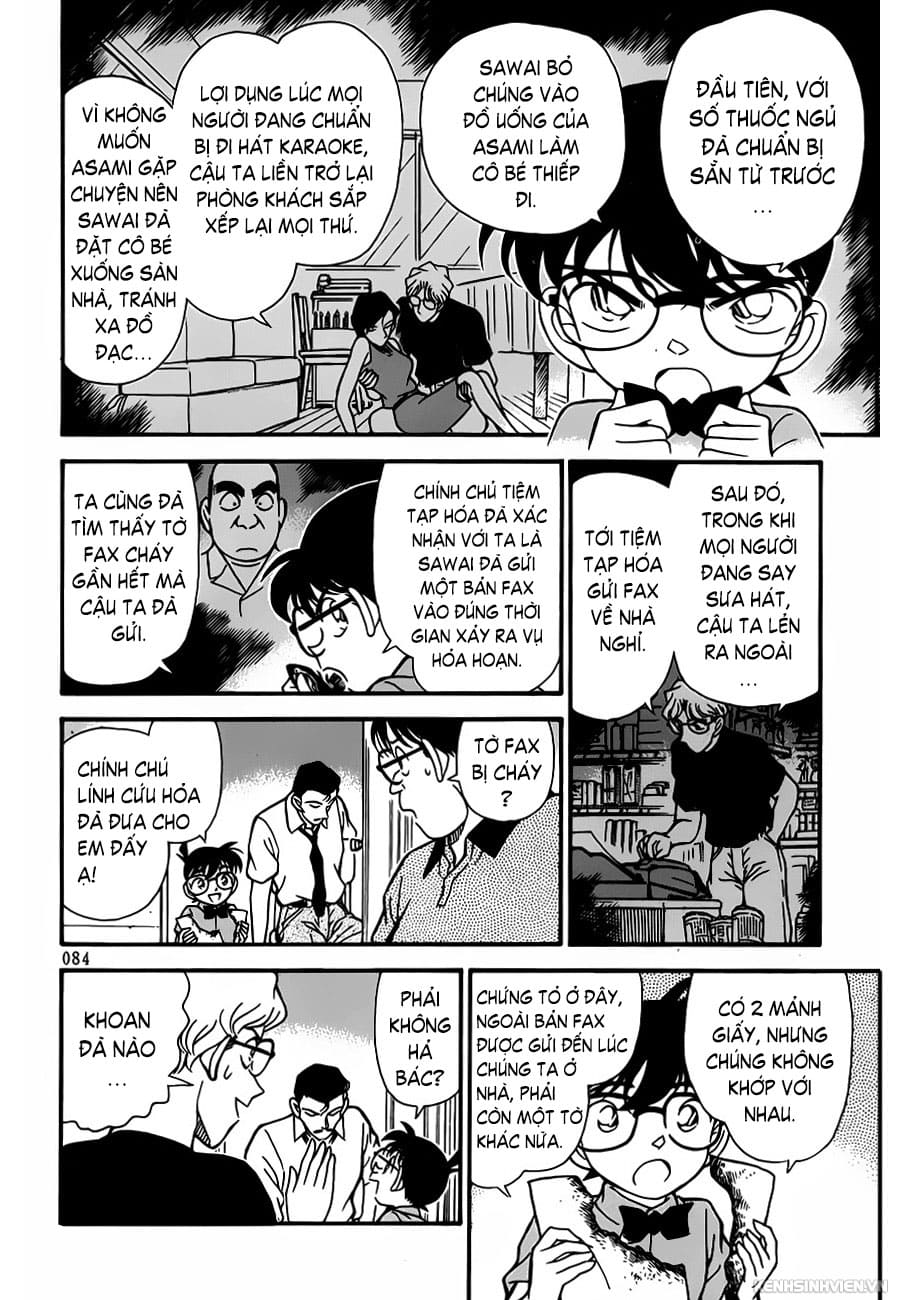 ĐẦU TIÊN, VỚI
SỐ THUỐC NGỦ
ĐÃ CHUẨN BỊ
SẴN TỪ TRƯỚC
...
SAWAI BỎ
CHÚNG VÀO
ĐỒ UỐNG CỦA
ASAMI LÀM
CÔ BÉ THIẾP
ĐI.
LỢI DỤNG LÚC MỌI
NGƯỜI ĐANG CHUẨN
BỊ ĐI HÁT KARAOKE,
CẬU TA LIỀN TRỞ LẠI
PHÒNG KHÁCH SẮP
XẾP LẠI MỌI THỨ.
VÌ KHÔNG
MUỐN
ASAMI GẶP
CHUYỆN NÊN
SAWAI ĐÃ
ĐẶT CÔ BÉ
XUỐNG SÀN
NHÀ, TRÁNH
XA ĐỒ
ĐẠC...
SAU ĐÓ,
TRONG KHI
MỌI NGƯỜI
ĐANG SAY
SƯA HÁT,
CẬU TA LẺN
RA NGOÀI
...
TỚI TIỆM
TẠP HÓA
GỬI FAX
VỀ NHÀ
NGHỈ.
CHÍNH CHỦ TIỆM
TẠP HÓA ĐÃ XÁC
NHẬN VỚI TA LÀ
SAWAI ĐÃ GỬI
MỘT BẢN FAX
VÀO ĐÚNG THỜI
GIAN XẢY RA VỤ
HỎA HOẠN.
TA CŨNG ĐÃ
TÌM THẤY TỜ
FAX CHÁY
GẦN HẾT MÀ
CẬU TA ĐÃ
GỬI.
TỜ FAX
BỊ CHÁY
?
CHÍNH CHÚ
LÍNH CỨU HỎA
ĐÃ ĐƯA CHO
EM ĐẤY
Ạ!
084
CÓ 2 MẢNH
GIẤY, NHƯNG
CHÚNG KHÔNG
KHỚP VỚI
NHAU.
CHỨNG TỎ Ở ĐÂY,
NGOÀI BẢN FAX
ĐƯỢC GỬI ĐẾN LÚC
CHÚNG TA Ở
NHÀ, PHẢI
CÒN MỘT TỜ
KHÁC NỮA.
PHẢI
KHÔNG
HẢ
BÁC?
KHOAN
ĐÃ NÀO
...
KENHSINHVIEN.VN